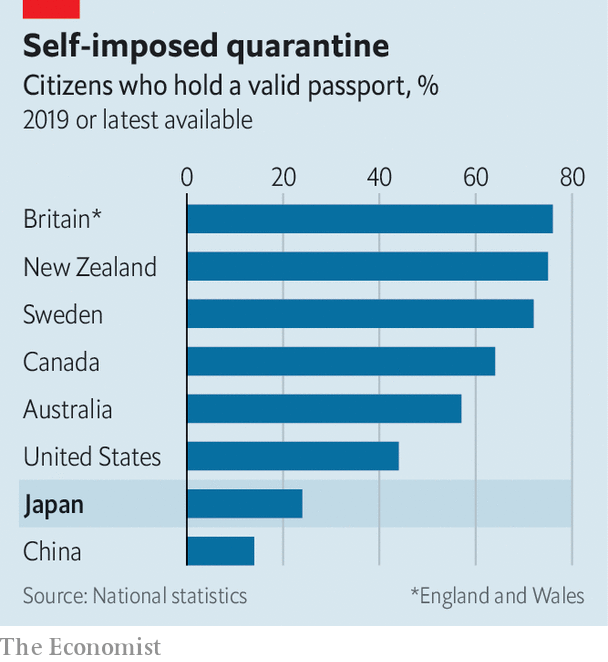 Self-imposed quarantine
Citizens who hold a valid passport, %
2019 or latest available
0 20 40 60 80
Britain*
New Zealand
Sweden
Canada
Australia
United States
Japan
China
Source: National statistics
*England and Wales
The Economist